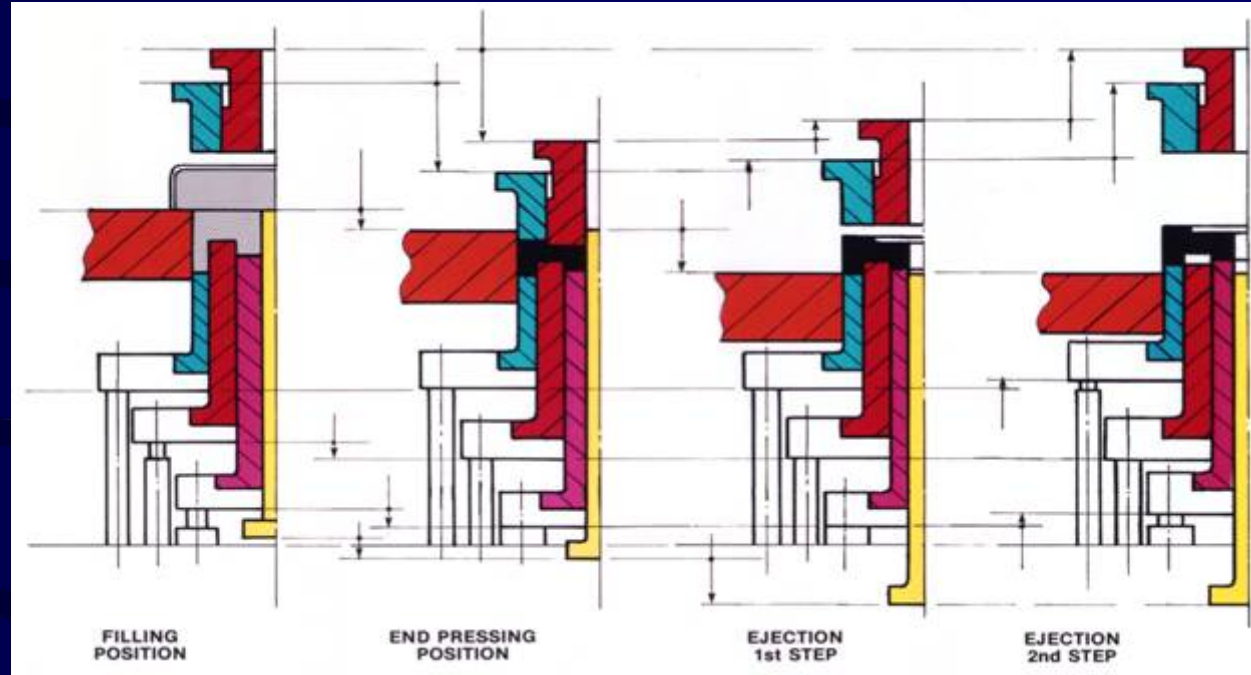 FILLING
POSITION
END PRESSING
POSITION
EJECTION
1st STEP
EJECTION
2nd STEP